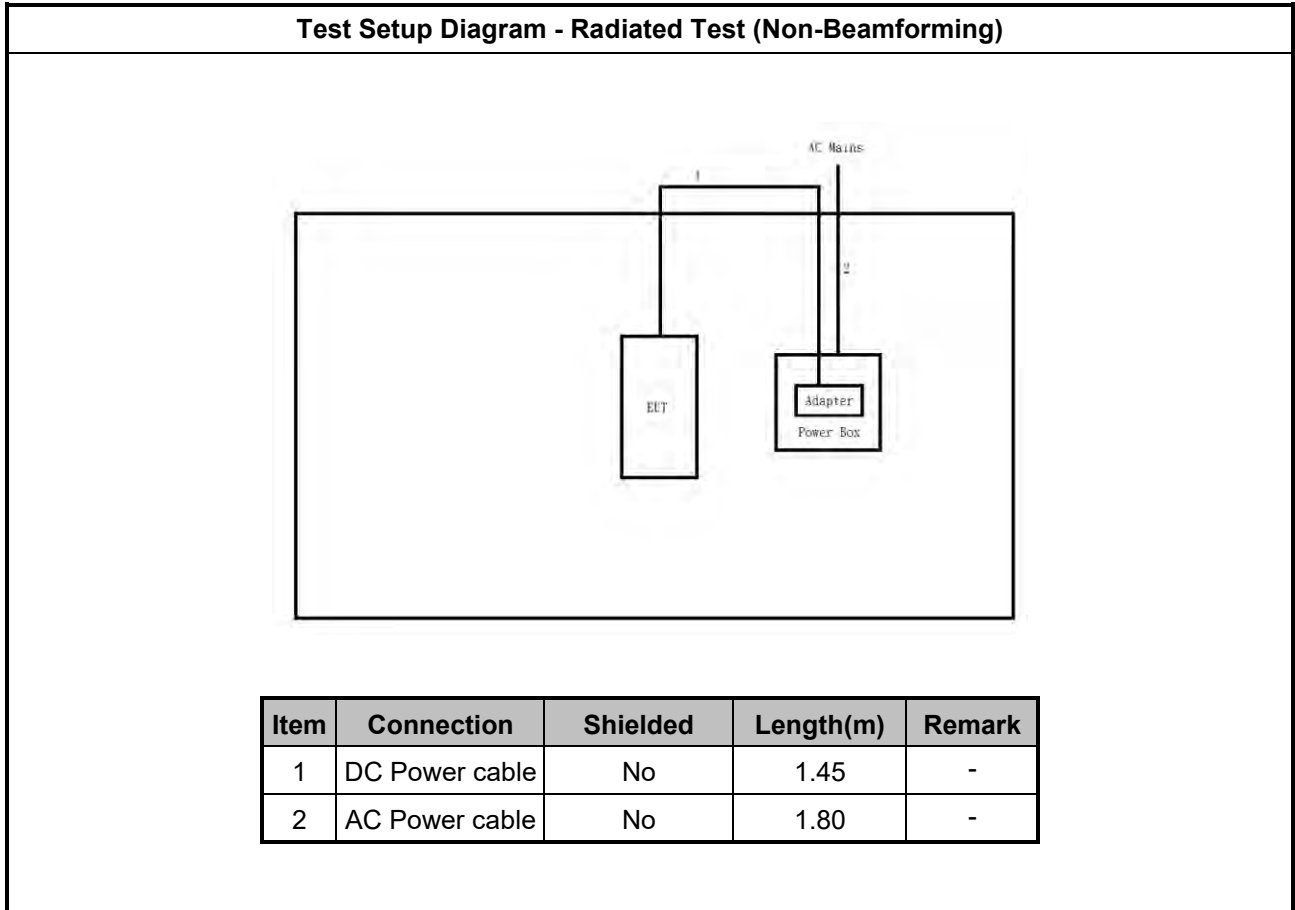 Test Setup Diagram - Radiated Test (Non-Beamforming)
AC Mains
1
2
EUT
Adapter
Power Box
Item Connection Shielded Length(m) Remark
1 DC Power cable No 1.45 -
2 AC Power cable No 1.80 -